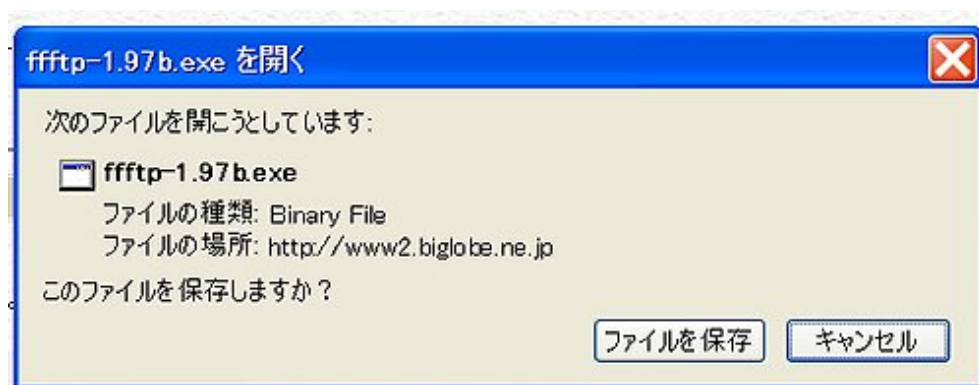 ffftp-1.97b.exe を開く
次のファイルを開こうとしています:
ffftp-1.97b.exe
ファイルの種類: Binary File
ファイルの場所: http://www2.biglobe.ne.jp
このファイルを保存しますか？
ファイルを保存 キャンセル